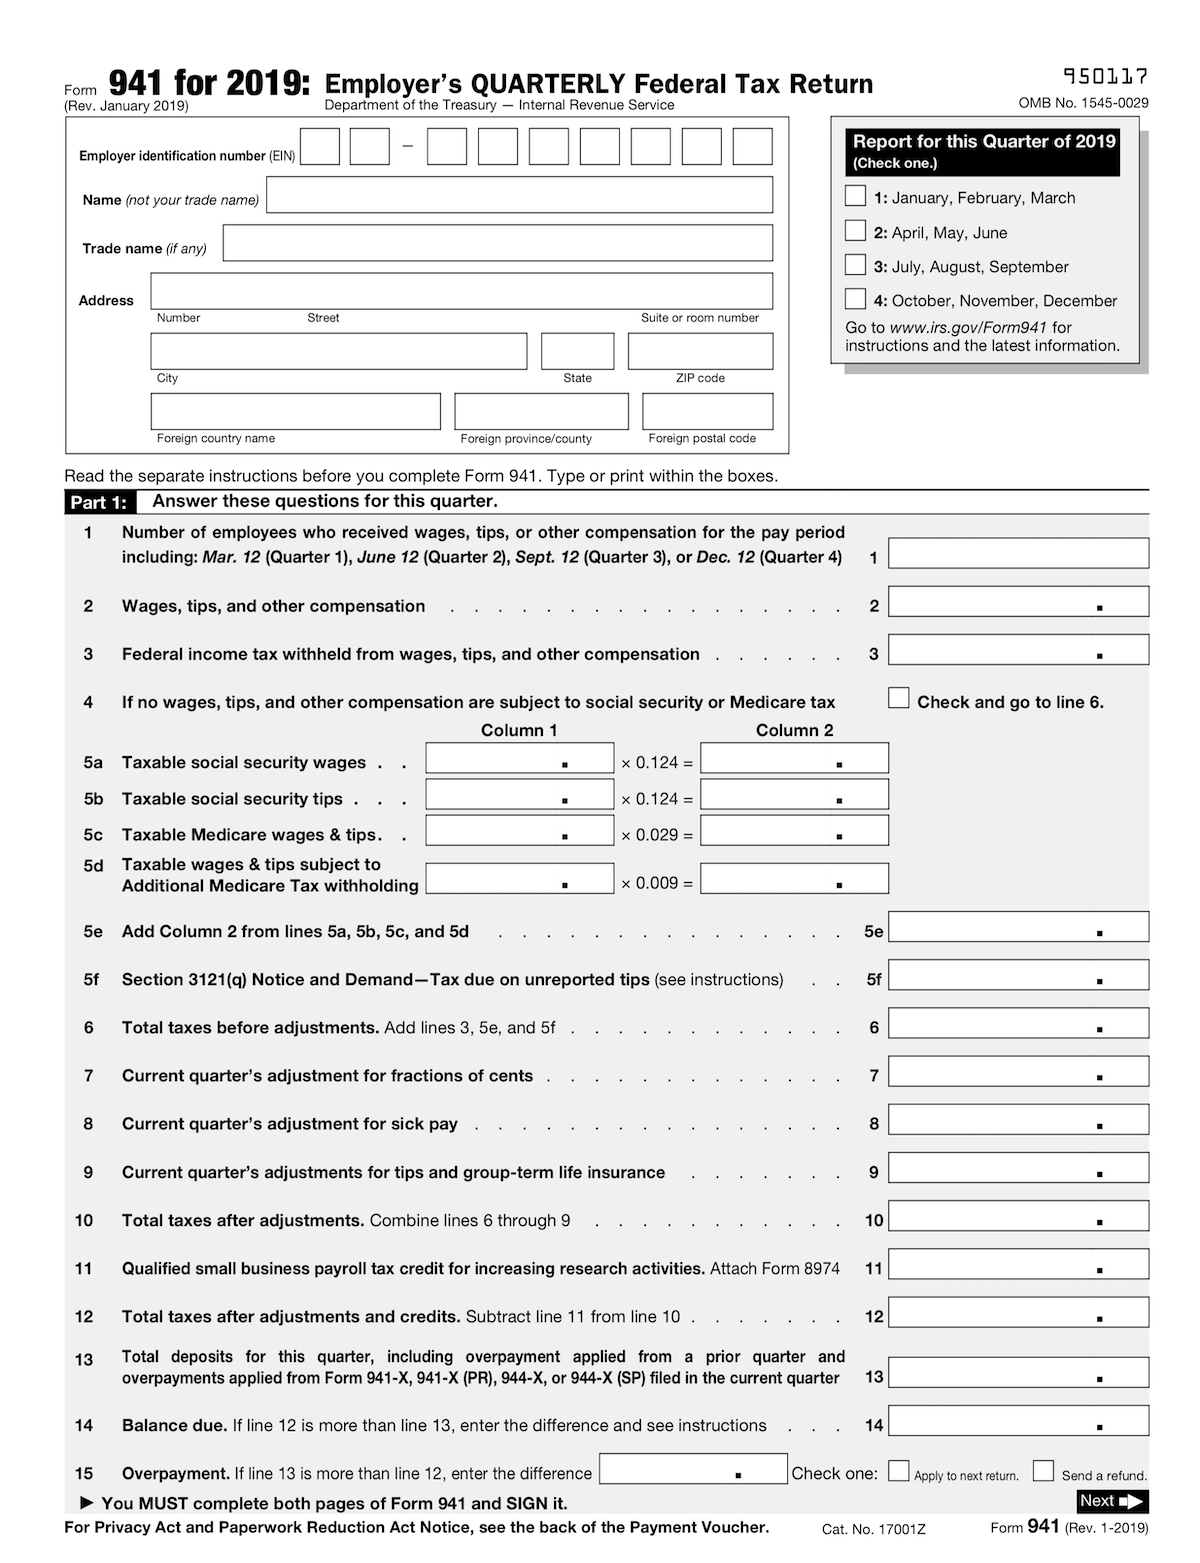 Form 941 for 2019: Employer’s QUARTERLY Federal Tax Return
950117
(Rev. January 2019)
Department of the Treasury — Internal Revenue Service
OMB No. 1545-0029
Employer identification number (EIN) –
Name (not your trade name)
Trade name (if any)
Address
Number Street Suite or room number
City State ZIP code
Foreign country name Foreign province/county Foreign postal code
Report for this Quarter of 2019
(Check one.)
1: January, February, March
2: April, May, June
3: July, August, September
4: October, November, December
Go to www.irs.gov/Form941 for
instructions and the latest information.
Read the separate instructions before you complete Form 941. Type or print within the boxes.
Part 1: Answer these questions for this quarter.
1 Number of employees who received wages, tips, or other compensation for the pay period
including: Mar. 12 (Quarter 1), June 12 (Quarter 2), Sept. 12 (Quarter 3), or Dec. 12 (Quarter 4) 1
2 Wages, tips, and other compensation . . . . . . . . . . . . . . . . . 2 .
3 Federal income tax withheld from wages, tips, and other compensation . . . . . . 3 .
4 If no wages, tips, and other compensation are subject to social security or Medicare tax Check and go to line 6.
Column 1 Column 2
5a Taxable social security wages . . . × 0.124 = .
5b Taxable social security tips . . . . × 0.124 = .
5c Taxable Medicare wages & tips. . . × 0.029 = .
5d Taxable wages & tips subject to
Additional Medicare Tax withholding . × 0.009 = .
5e Add Column 2 from lines 5a, 5b, 5c, and 5d . . . . . . . . . . . . . . . 5e .
5f Section 3121(q) Notice and Demand—Tax due on unreported tips (see instructions) . . 5f .
6 Total taxes before adjustments. Add lines 3, 5e, and 5f . . . . . . . . . . . . 6 .
7 Current quarter’s adjustment for fractions of cents . . . . . . . . . . . . . 7 .
8 Current quarter’s adjustment for sick pay . . . . . . . . . . . . . . . . 8 .
9 Current quarter’s adjustments for tips and group-term life insurance . . . . . . . 9 .
10 Total taxes after adjustments. Combine lines 6 through 9 . . . . . . . . . . . 10 .
11 Qualified small business payroll tax credit for increasing research activities. Attach Form 8974 11 .
12 Total taxes after adjustments and credits. Subtract line 11 from line 10 . . . . . . . 12 .
13 Total deposits for this quarter, including overpayment applied from a prior quarter and
overpayments applied from Form 941-X, 941-X (PR), 944-X, or 944-X (SP) filed in the current quarter 13 .
14 Balance due. If line 12 is more than line 13, enter the difference and see instructions . . . 14 .
15 Overpayment. If line 13 is more than line 12, enter the difference . Check one: Apply to next return. Send a refund.
▶ You MUST complete both pages of Form 941 and SIGN it.
Next ■▶
For Privacy Act and Paperwork Reduction Act Notice, see the back of the Payment Voucher. Cat. No. 17001Z Form 941 (Rev. 1-2019)